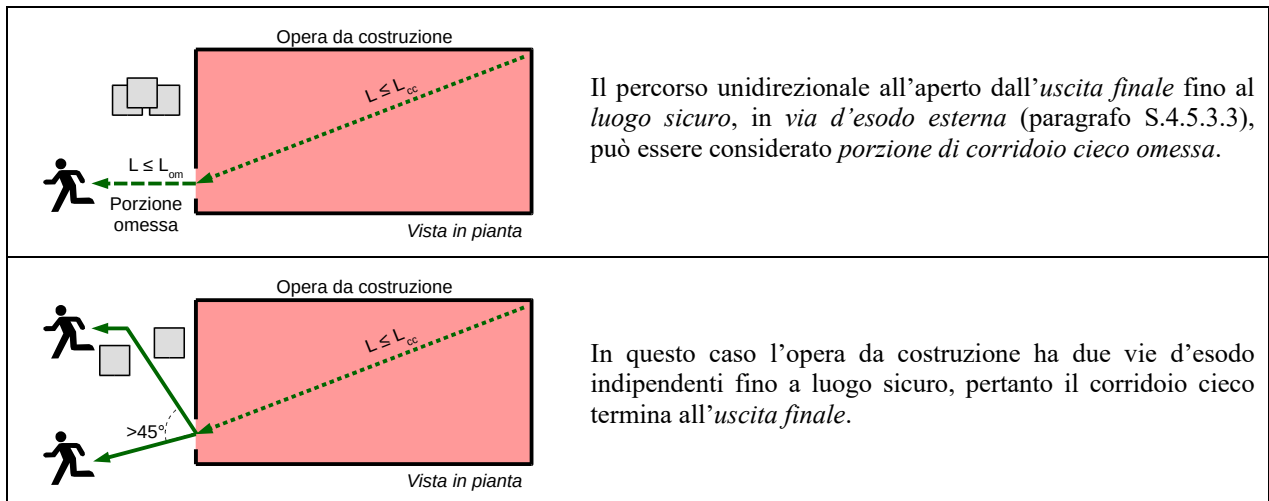 Opera da costruzione
L ≤ Lcc
L ≤ Lom
Porzione
omessa
Vista in pianta
Il percorso unidirezionale all'aperto dall'uscita finale fino al
luogo sicuro, in via d'esodo esterna (paragrafo S.4.5.3.3),
può essere considerato porzione di corridoio cieco omessa.
Opera da costruzione
L ≤ Lcc
>45°
Vista in pianta
In questo caso l'opera da costruzione ha due vie d'esodo
indipendenti fino a luogo sicuro, pertanto il corridoio cieco
termina all'uscita finale.